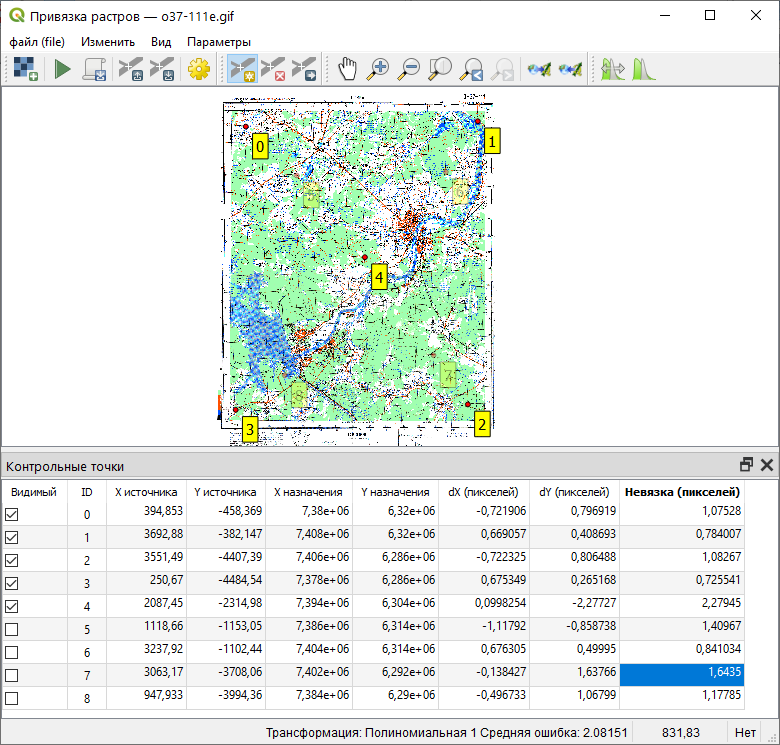 Привязка растров — o37-111e.gif
файл (file) Изменить Вид Параметры
0
1
5
6
4
7
8
3
2
Контрольные точки
Видимый ID X источника Y источника X назначения Y назначения dX (пикселей) dY (пикселей) Невязка (пикселей)
0 394,853 -458,369 7,38e+06 6,32e+06 -0,721906 0,796919 1,07528
1 3692,88 -382,147 7,408e+06 6,32e+06 0,669057 0,408693 0,784007
2 3551,49 -4407,39 7,406e+06 6,286e+06 -0,722325 0,806488 1,08267
3 250,67 -4484,54 7,378e+06 6,286e+06 0,675349 0,265168 0,725541
4 2087,45 -2314,98 7,394e+06 6,304e+06 0,0998254 -2,27727 2,27945
5 1118,66 -1153,05 7,386e+06 6,314e+06 -1,11792 -0,858738 1,40967
6 3237,92 -1102,44 7,404e+06 6,314e+06 0,676305 0,49995 0,841034
7 3063,17 -3708,06 7,402e+06 6,292e+06 -0,138427 1,63766 1,6435
8 947,933 -3994,36 7,384e+06 6,29e+06 -0,496733 1,06799 1,17785
Трансформация: Полиномиальная 1 Средняя ошибка: 2.08151 831,83 Нет